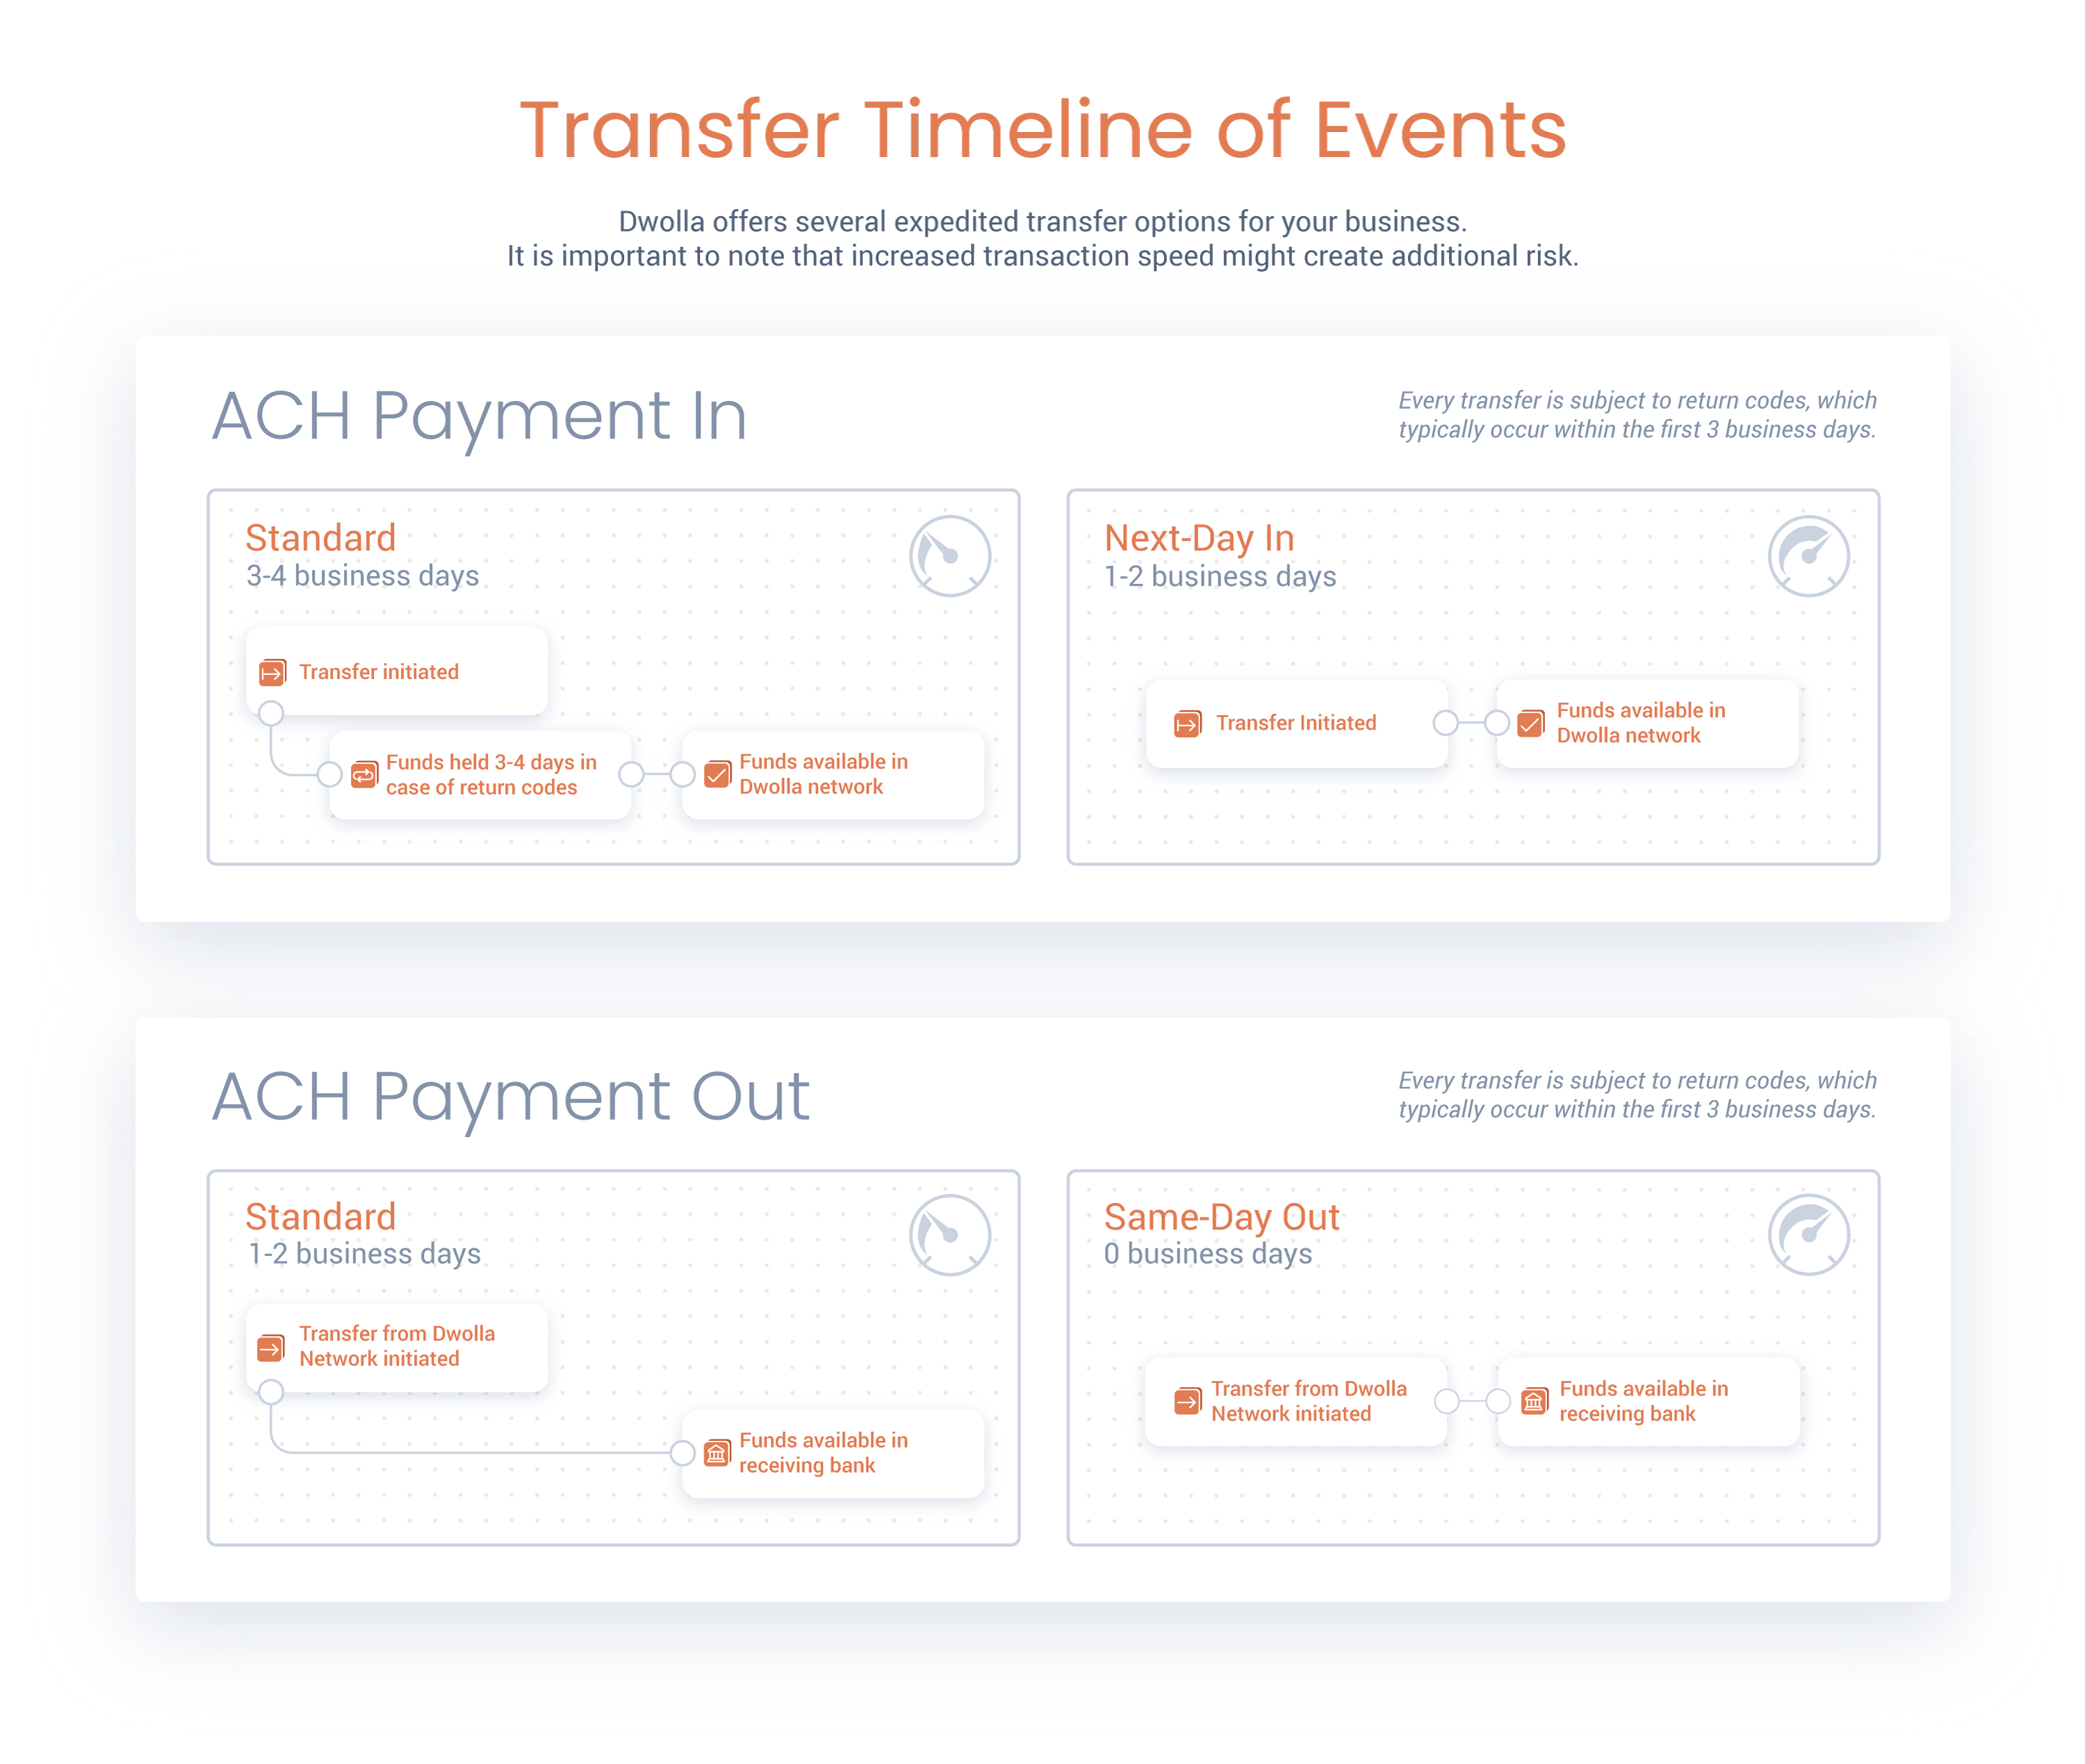 Transfer Timeline of Events
Dwolla offers several expedited transfer options for your business.
It is important to note that increased transaction speed might create additional risk.
ACH Payment In
Every transfer is subject to return codes, which
typically occur within the first 3 business days.
Standard
3-4 business days
Transfer initiated
Funds held 3-4 days in
case of return codes
Funds available in
Dwolla network
Next-Day In
1-2 business days
Transfer Initiated
Funds available in
Dwolla network
ACH Payment Out
Every transfer is subject to return codes, which
typically occur within the first 3 business days.
Standard
1-2 business days
Transfer from Dwolla
Network initiated
Funds available in
receiving bank
Same-Day Out
0 business days
Transfer from Dwolla
Network initiated
Funds available in
receiving bank